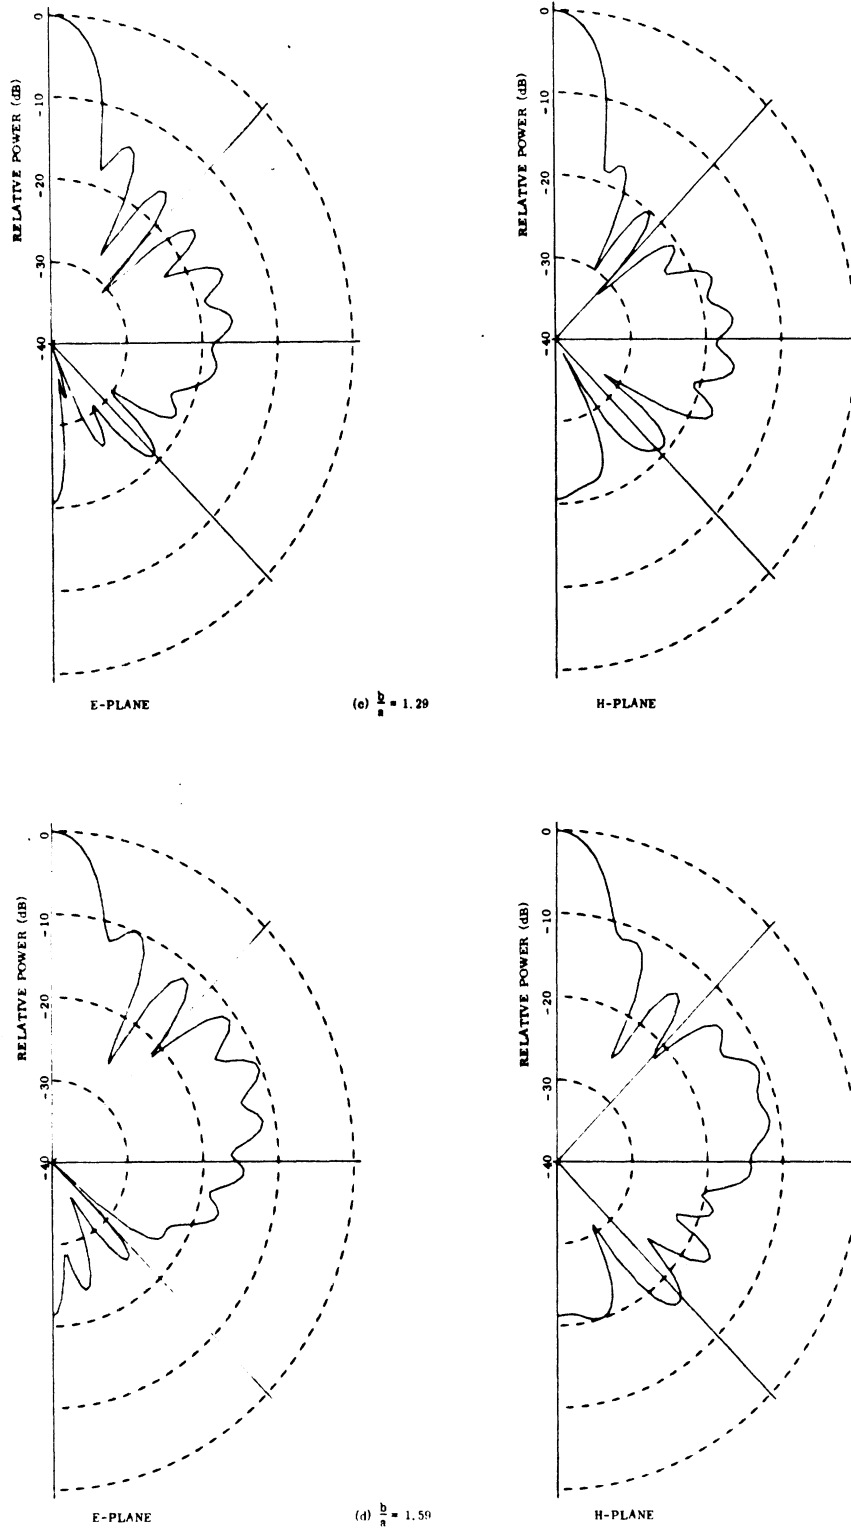 RELATIVE POWER (dB)
0
-10
-20
-30
-40
E-PLANE
RELATIVE POWER (dB)
0
-10
-20
-30
-40
H-PLANE
(c) b/a = 1.29
RELATIVE POWER (dB)
0
-10
-20
-30
-40
E-PLANE
RELATIVE POWER (dB)
0
-10
-20
-30
-40
H-PLANE
(d) b/a = 1.59